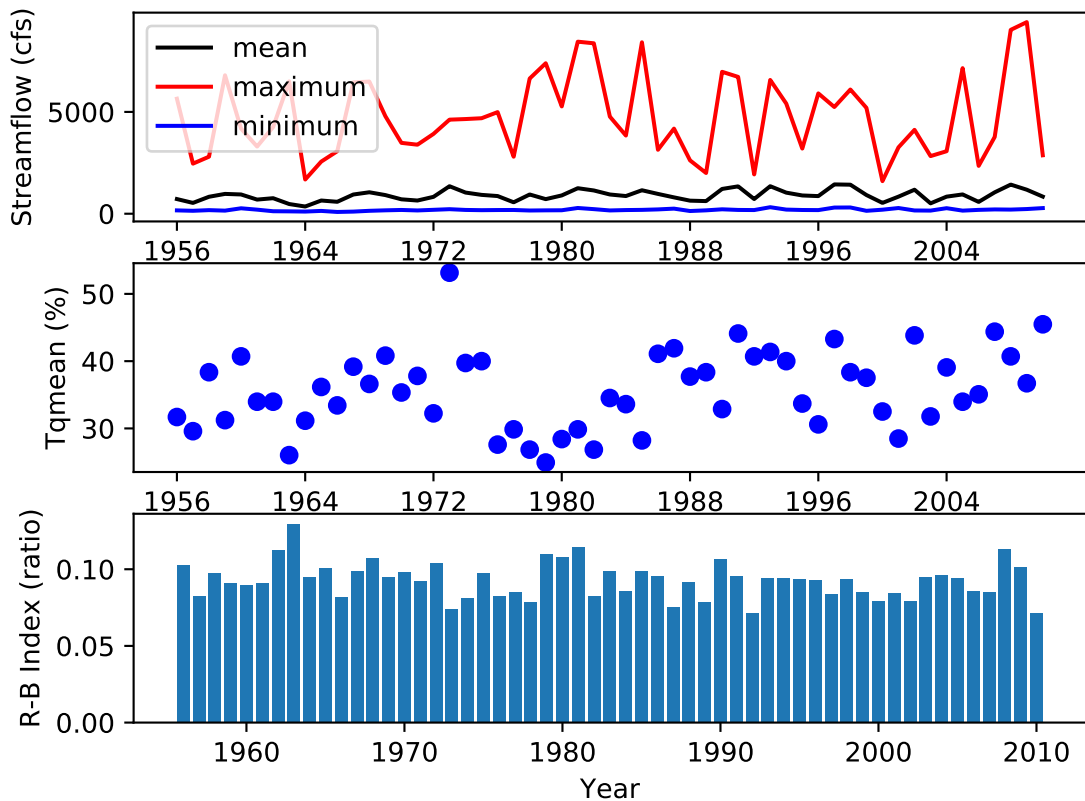 Streamflow (cfs)
mean
maximum
minimum
5000
0
1956 1964 1972 1980 1988 1996 2004
Tqmean (%)
50
40
30
1956 1964 1972 1980 1988 1996 2004
R-B Index (ratio)
0.10
0.05
0.00
1960 1970 1980 1990 2000 2010
Year